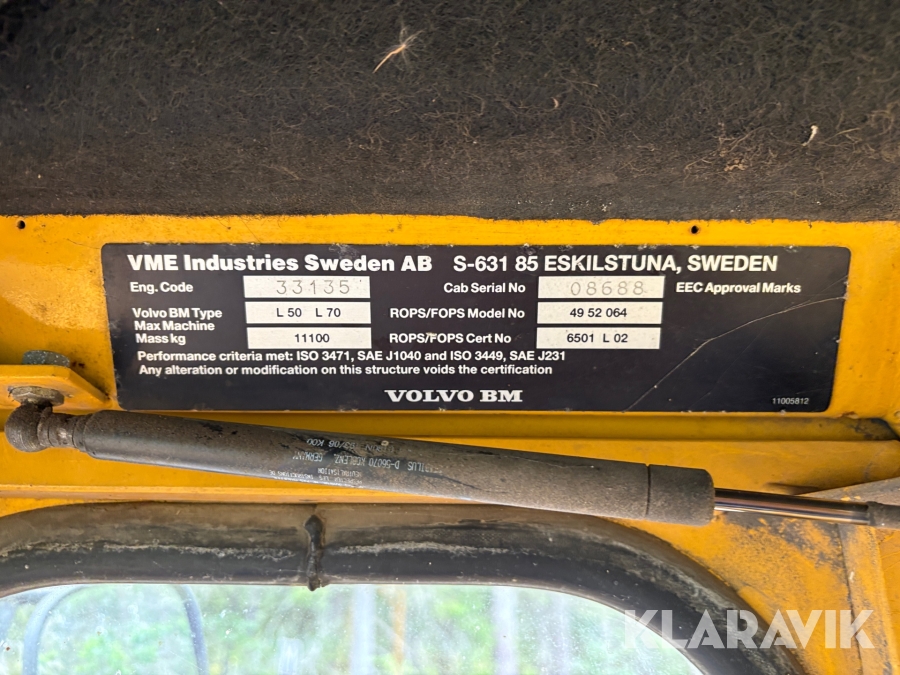 VME Industries Sweden AB S-631 85 ESKILSTUNA, SWEDEN
Eng. Code 33135 Cab Serial No 08688 EEC Approval Marks
Volvo BM Type L 50 L 70 ROPS/FOPS Model No 49 52 064
Max Machine
Mass kg 11100 ROPS/FOPS Cert No 6501 L 02
Performance criteria met: ISO 3471, SAE J1040 and ISO 3449, SAE J231
Any alteration or modification on this structure voids the certification
VOLVO BM
11005812
D-56070 KOBLENZ, GERMANY
KLARAVIK